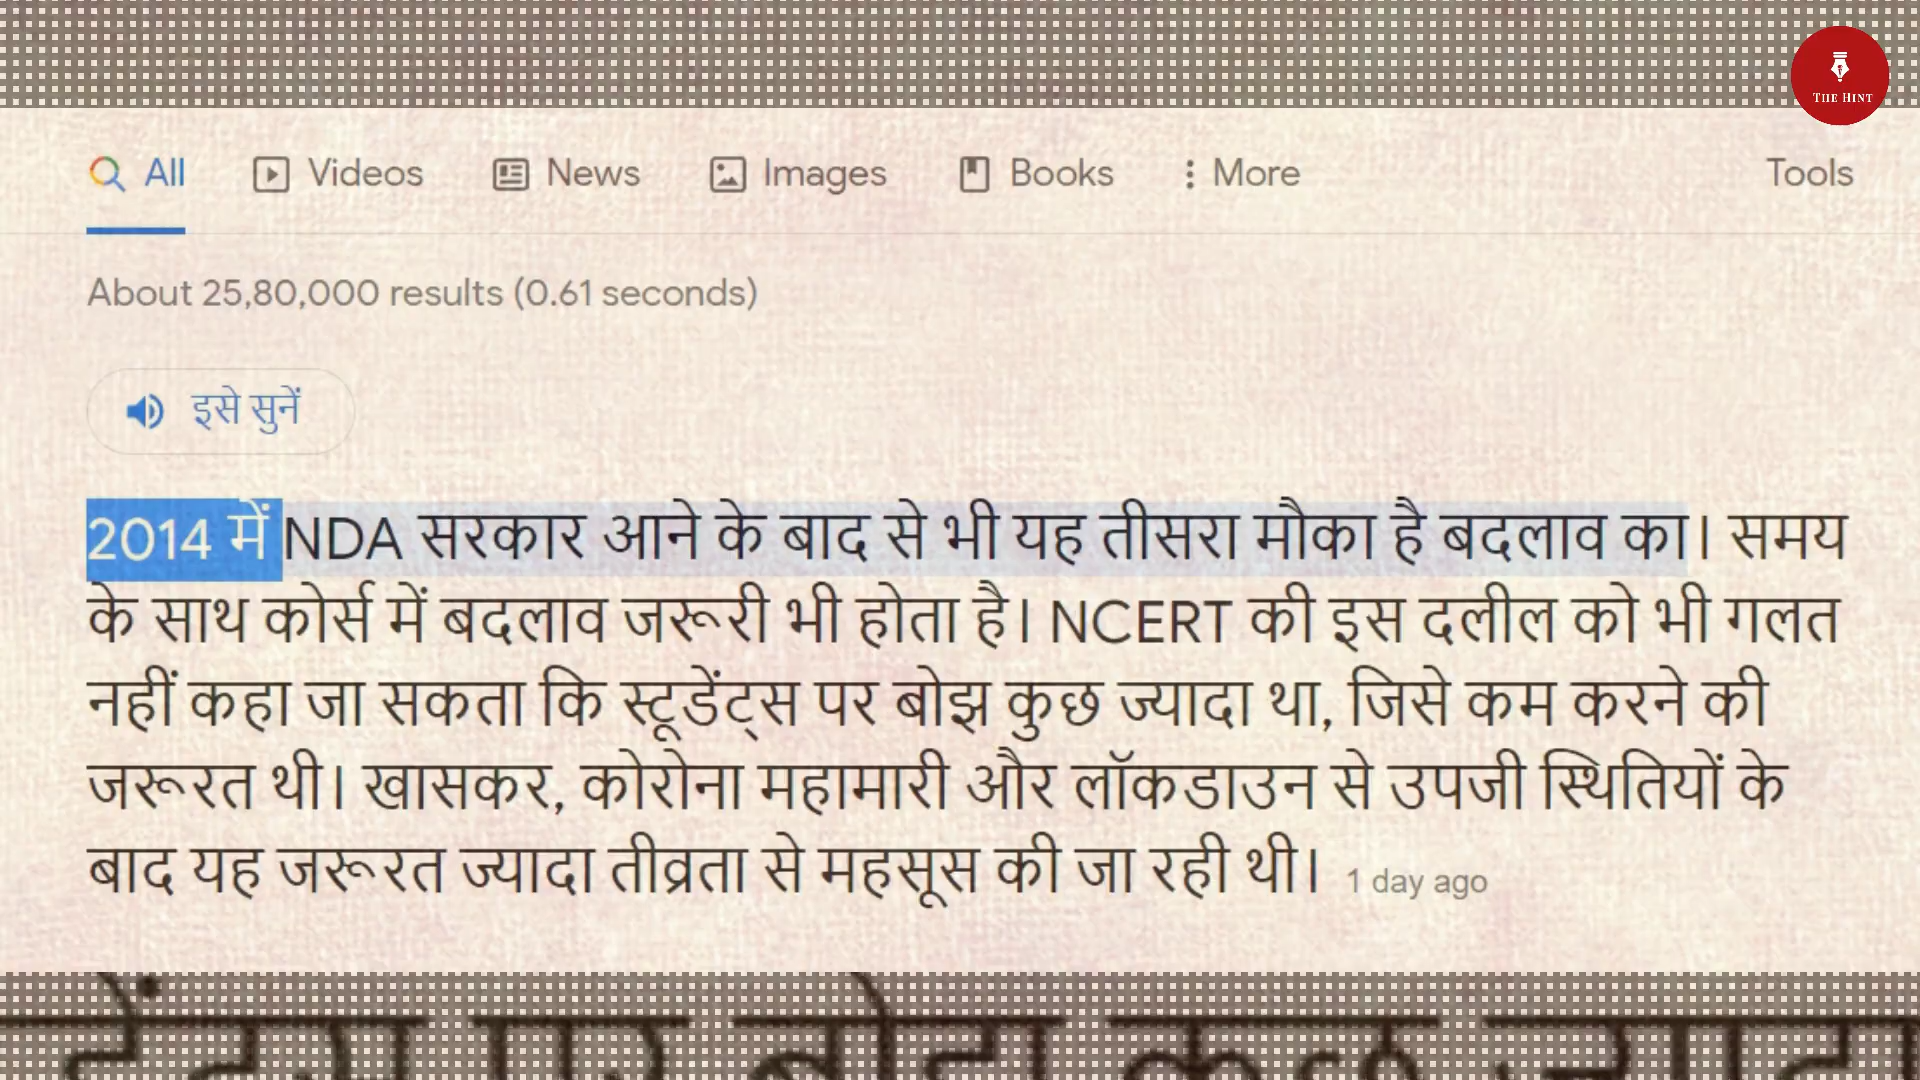 THE HINT
All Videos News Images Books More Tools
About 25,80,000 results (0.61 seconds)
इसे सुनें
2014 में NDA सरकार आने के बाद से भी यह तीसरा मौका है बदलाव का। समय
के साथ कोर्स में बदलाव जरूरी भी होता है। NCERT की इस दलील को भी गलत
नहीं कहा जा सकता कि स्टूडेंट्स पर बोझ कुछ ज्यादा था, जिसे कम करने की
जरूरत थी। खासकर, कोरोना महामारी और लॉकडाउन से उपजी स्थितियों के
बाद यह जरूरत ज्यादा तीव्रता से महसूस की जा रही थी। 1 day ago